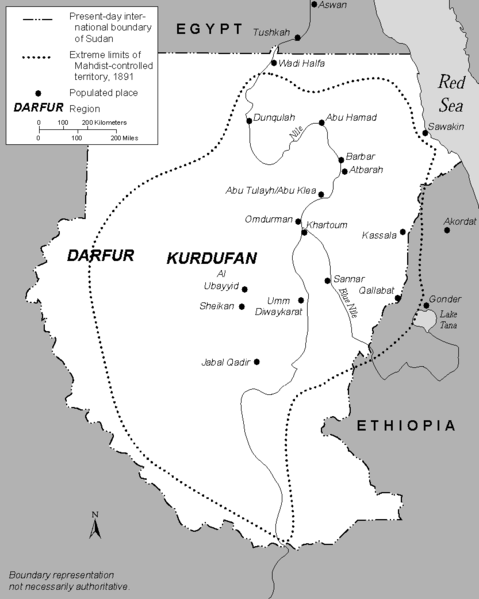 Present-day inter-
national boundary
of Sudan
Extreme limits of
Mahdist-controlled
territory, 1891
Populated place
DARFUR Region
0 100 200 Kilometers
0 100 200 Miles
EGYPT
Aswan
Tushkah
Wadi Halfa
Red
Sea
Dunqulah
Nile
Abu Hamad
Sawakin
Barbar
Atbarah
Abu Tulayh/Abu Klea
Omdurman
Khartoum
Kassala
Akordat
DARFUR
KURDUFAN
Al
Ubayyid
Sheikan
Umm
Diwaykarat
Sannar
Blue Nile
Qallabat
Gonder
Lake
Tana
Jabal Qadir
ETHIOPIA
N
Boundary representation
not necessarily authoritative.